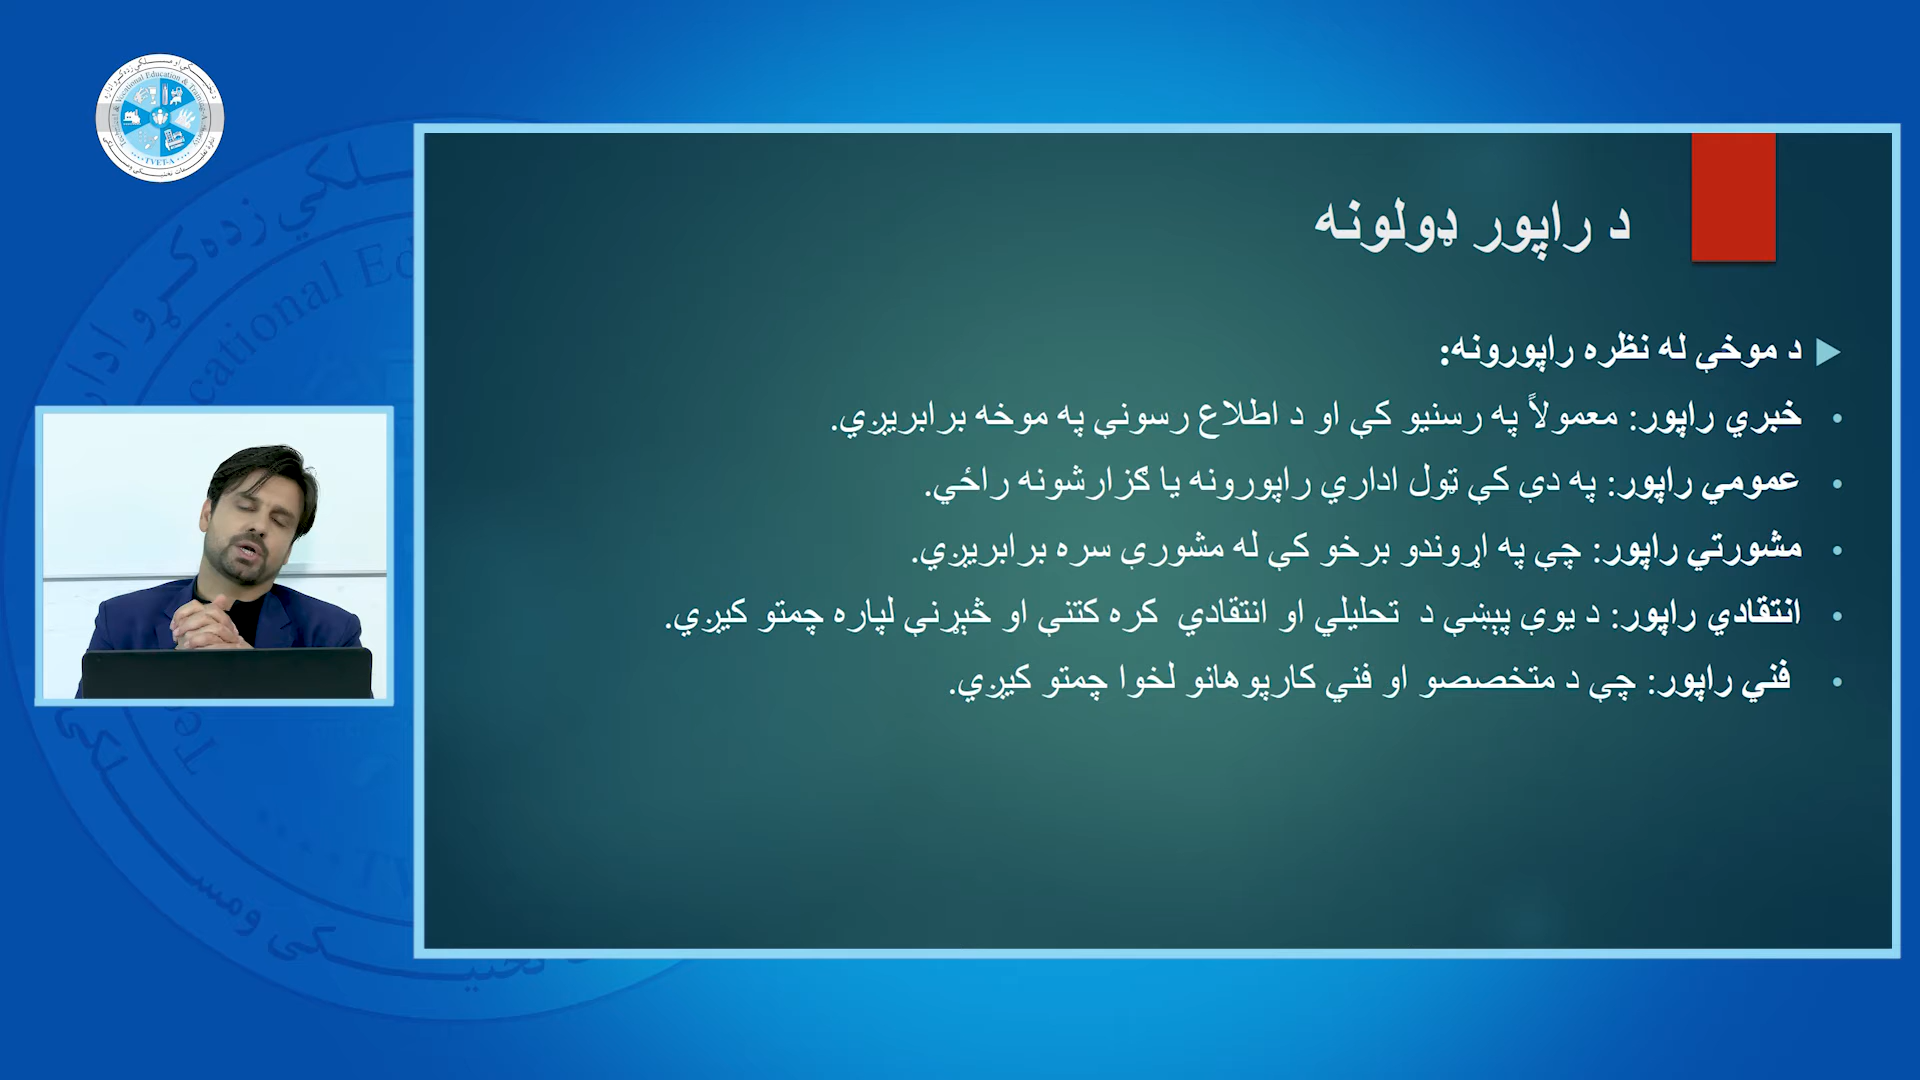 د راپور ډولونه
د موخې له نظره راپورونه:
خبري راپور: معمولاً په رسنیو کې او د اطلاع رسونې په موخه برابریږي.
عمومي راپور: په دې کې ټول اداري راپورونه یا ګزارشونه راځي.
مشورتي راپور: چې په اړوندو برخو کې له مشورې سره برابریږي.
انتقادي راپور: د یوې پېښې د تحلیلي او انتقادي کره کتنې او څېړنې لپاره چمتو کیږي.
فني راپور: چې د متخصصو او فني کارپوهانو لخوا چمتو کیږي.
TVET-A